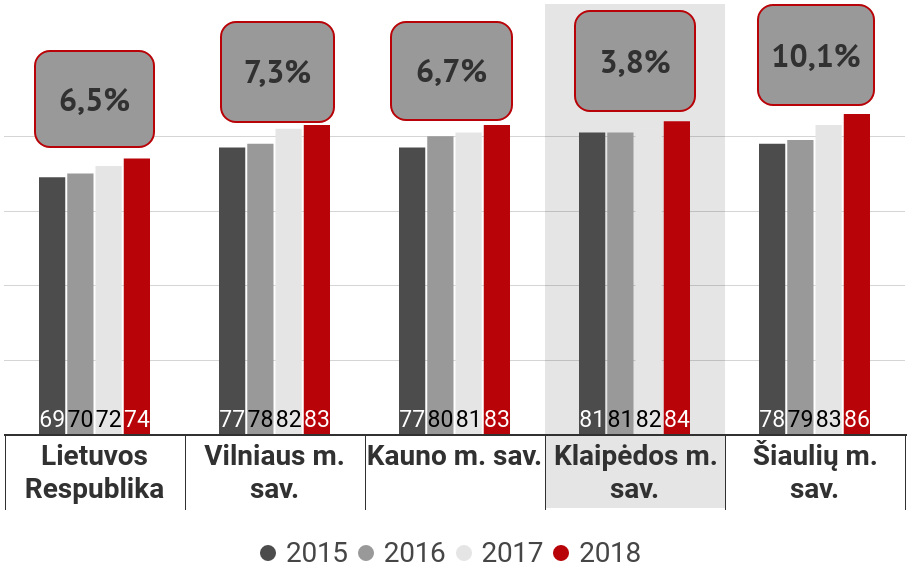 6,5%
7,3%
6,7%
3,8%
10,1%
69 70 72 74
77 78 82 83
77 80 81 83
81 81 82 84
78 79 83 86
Lietuvos
Respublika
Vilniaus m.
sav.
Kauno m. sav.
Klaipėdos m.
sav.
Šiaulių m.
sav.
2015 2016 2017 2018